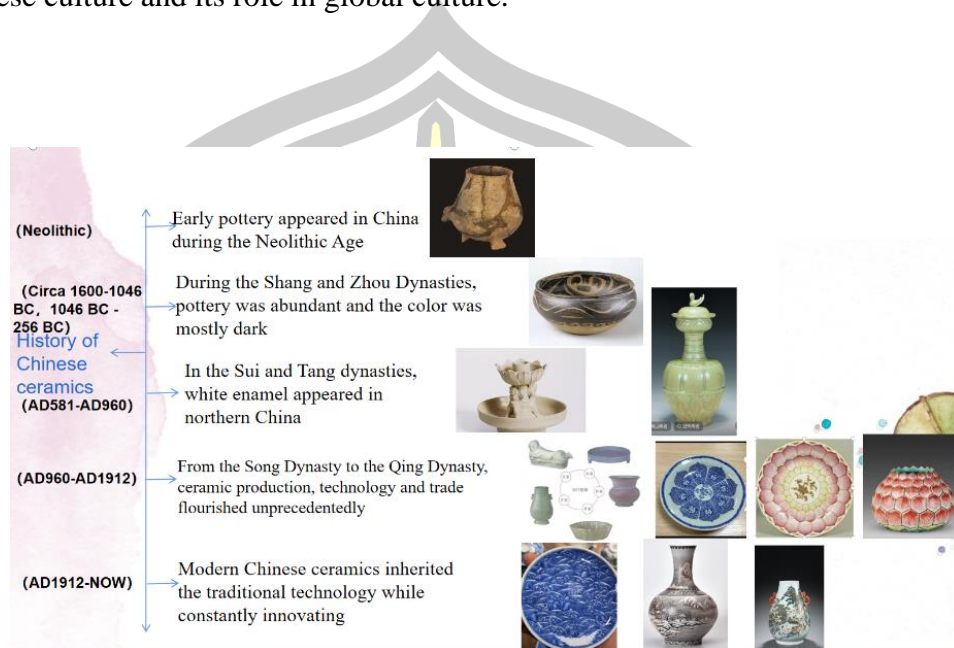 ese culture and its role in global culture.
(Neolithic)
Early pottery appeared in China
during the Neolithic Age
(Circa 1600-1046
BC, 1046 BC -
256 BC)
During the Shang and Zhou Dynasties,
pottery was abundant and the color was
mostly dark
History of
Chinese
ceramics
(AD581-AD960)
In the Sui and Tang dynasties,
white enamel appeared in
northern China
(AD960-AD1912)
From the Song Dynasty to the Qing Dynasty,
ceramic production, technology and trade
flourished unprecedentedly
(AD1912-NOW)
Modern Chinese ceramics inherited
the traditional technology while
constantly innovating